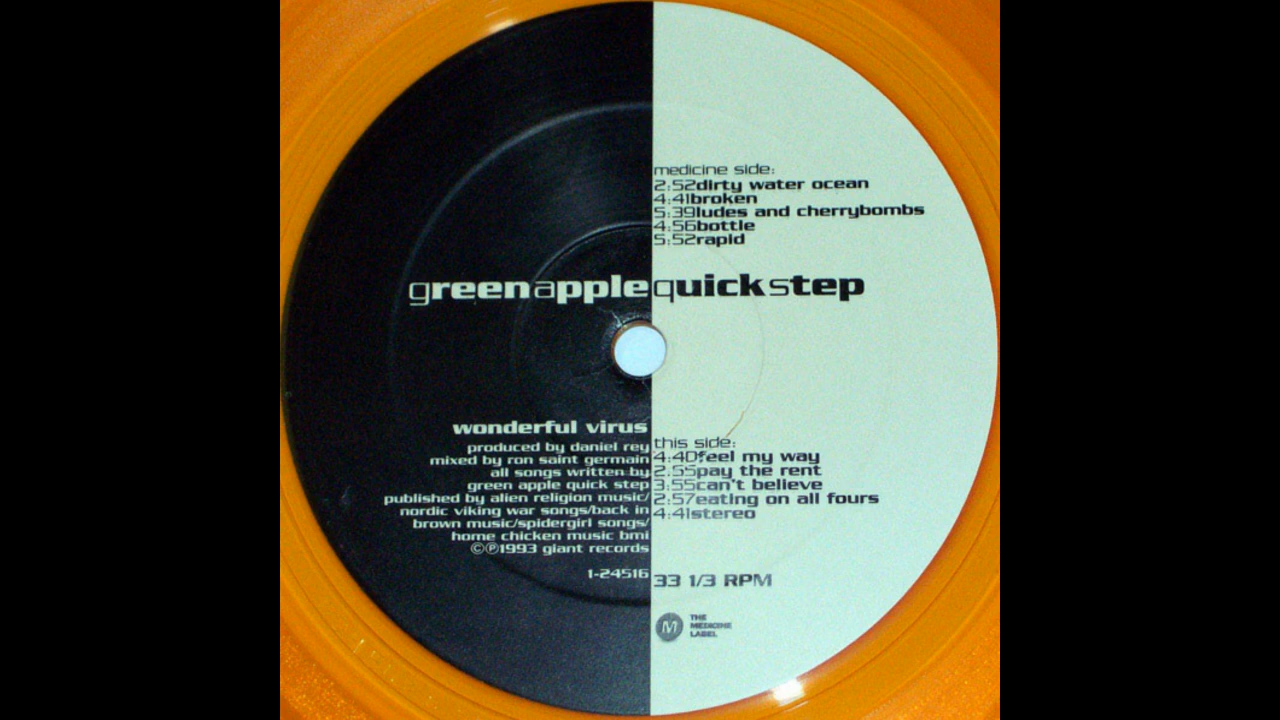 medicine side:
2:52dirty water ocean
4:41broken
5:39ludes and cherrybombs
4:56bottle
5:52rapid
greenapplequickstep
wonderful virus
produced by daniel rey
mixed by ron saint germain
all songs written by
green apple quick step
published by alien religion music/
nordic viking war songs/back in
brown music/spidergirl songs/
home chicken music bmi
©℗1993 giant records
1-24516
this side:
4:40feel my way
2:55pay the rent
3:55can't believe
2:57eating on all fours
4:41stereo
33 1/3 RPM
M
THE
MEDICINE
LABEL